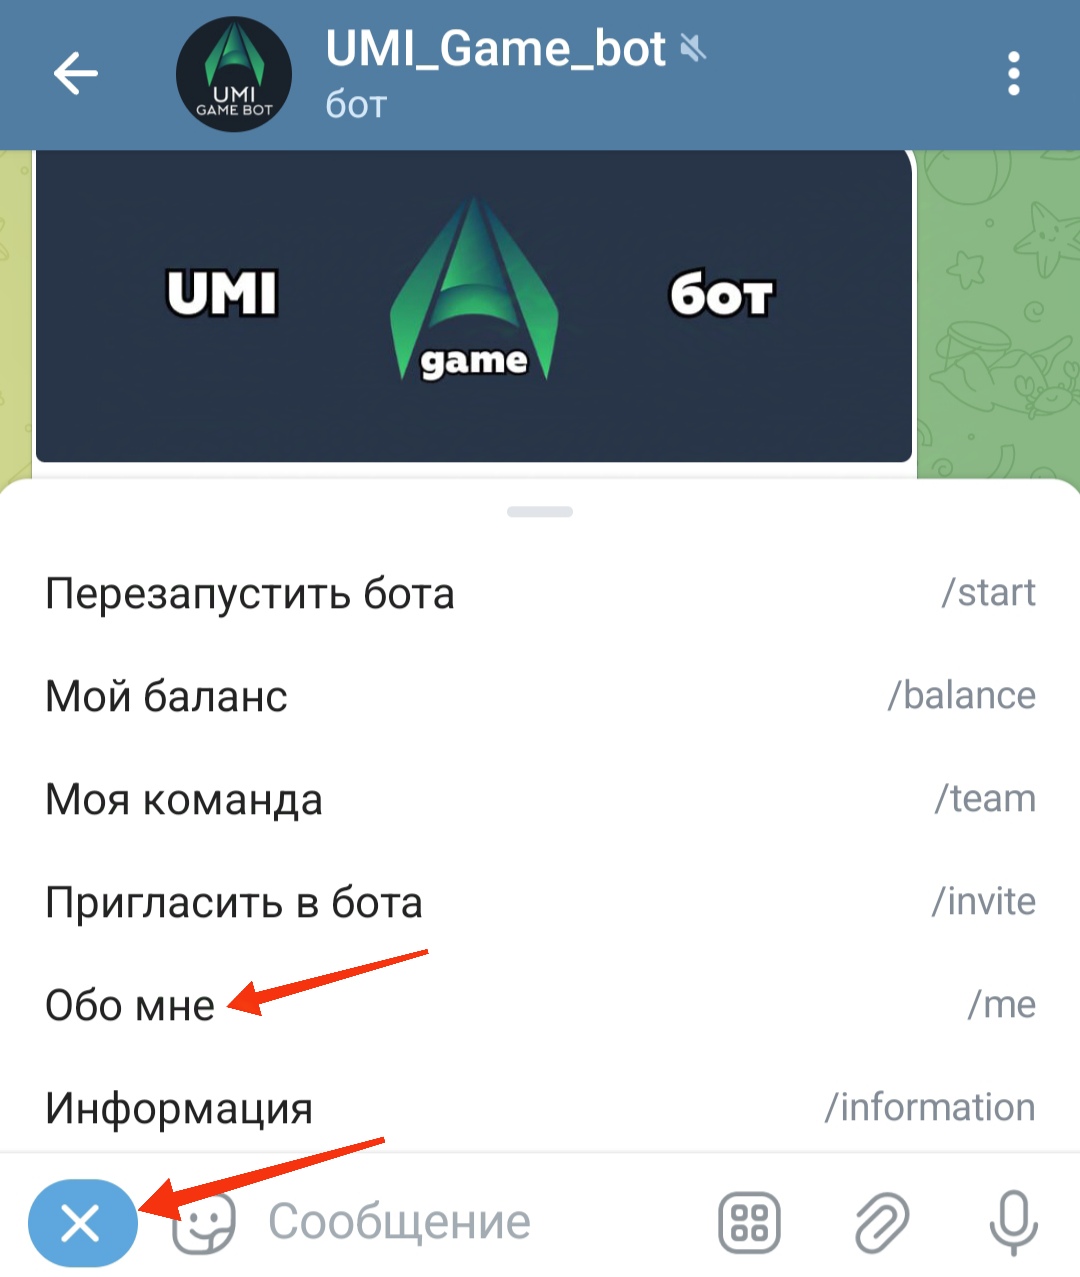 UMI_Game_bot
бот
UMI
GAME BOT
UMI
game
бот
Перезапустить бота /start
Мой баланс /balance
Моя команда /team
Пригласить в бота /invite
Обо мне /me
Информация /information
Сообщение